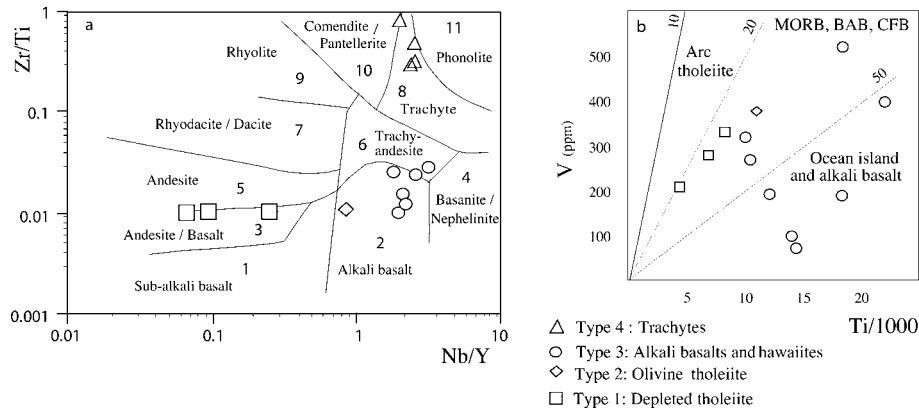 a
Zr/Ti
1
0.1
0.01
0.001
0.01
0.1
1
10
Nb/Y
Comendite /
Pantellerite
11
Phonolite
Rhyolite
9
10
8
Trachyte
Rhyodacite / Dacite
7
6
Trachy-
andesite
4
Basanite /
Nephelinite
Andesite
5
Andesite / Basalt
3
2
1
Sub-alkali basalt
Alkali basalt
b
V (ppm)
500
400
300
200
100
5
10
15
20
Ti/1000
10
20
50
Arc
tholeiite
MORB, BAB, CFB
Ocean island
and alkali basalt
Type 4 : Trachytes
Type 3: Alkali basalts and hawaiites
Type 2: Olivine tholeiite
Type 1: Depleted tholeiite